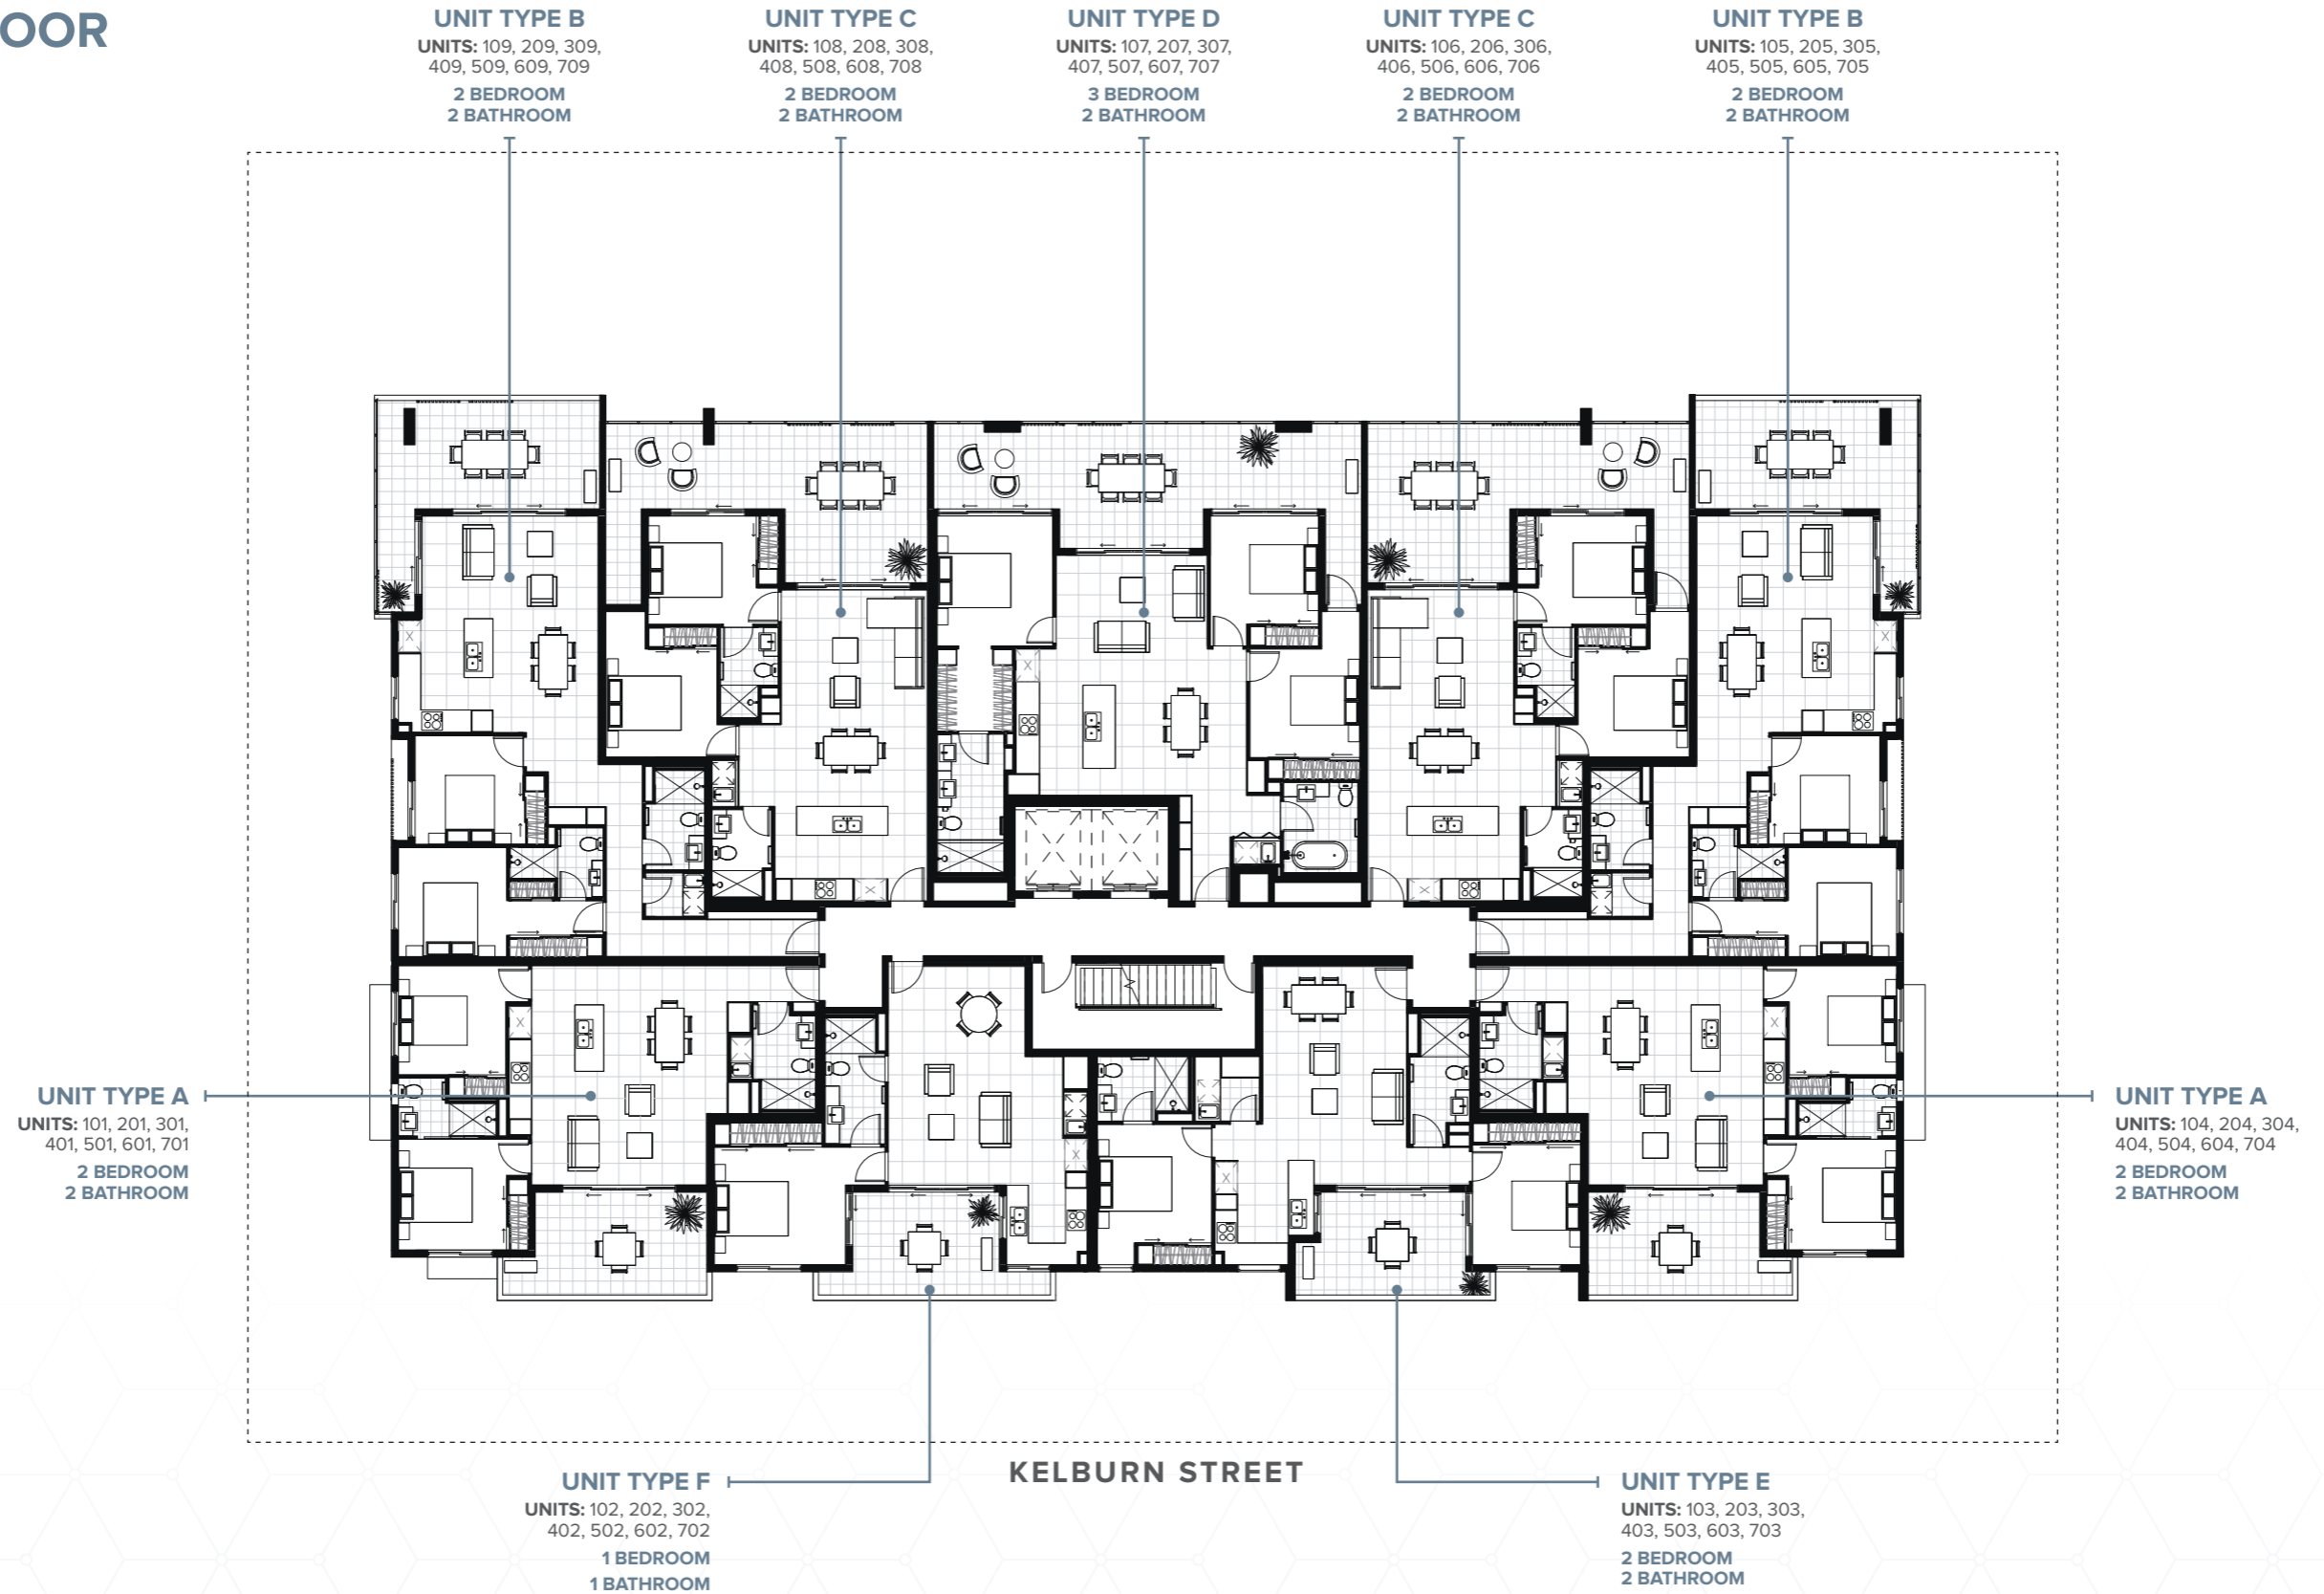 OOR
UNIT TYPE B
UNITS: 109, 209, 309,
409, 509, 609, 709
2 BEDROOM
2 BATHROOM
UNIT TYPE C
UNITS: 108, 208, 308,
408, 508, 608, 708
2 BEDROOM
2 BATHROOM
UNIT TYPE D
UNITS: 107, 207, 307,
407, 507, 607, 707
3 BEDROOM
2 BATHROOM
UNIT TYPE C
UNITS: 106, 206, 306,
406, 506, 606, 706
2 BEDROOM
2 BATHROOM
UNIT TYPE B
UNITS: 105, 205, 305,
405, 505, 605, 705
2 BEDROOM
2 BATHROOM
UNIT TYPE A
UNITS: 101, 201, 301,
401, 501, 601, 701
2 BEDROOM
2 BATHROOM
UNIT TYPE A
UNITS: 104, 204, 304,
404, 504, 604, 704
2 BEDROOM
2 BATHROOM
KELBURN STREET
UNIT TYPE F
UNITS: 102, 202, 302,
402, 502, 602, 702
1 BEDROOM
1 BATHROOM
UNIT TYPE E
UNITS: 103, 203, 303,
403, 503, 603, 703
2 BEDROOM
2 BATHROOM